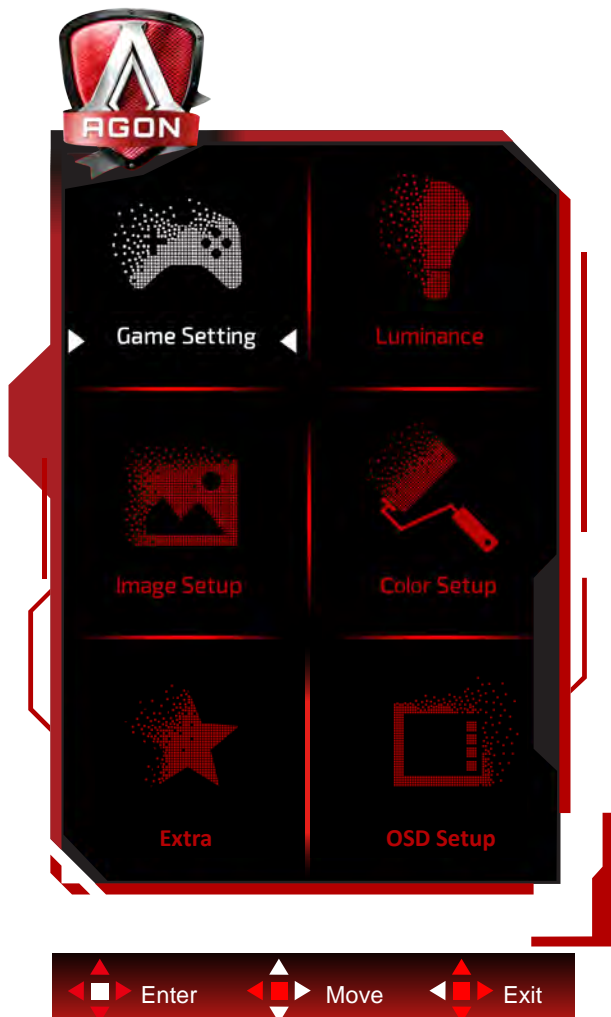 AGON
Game Setting
Luminance
Image Setup
Color Setup
Extra
OSD Setup
Enter
Move
Exit